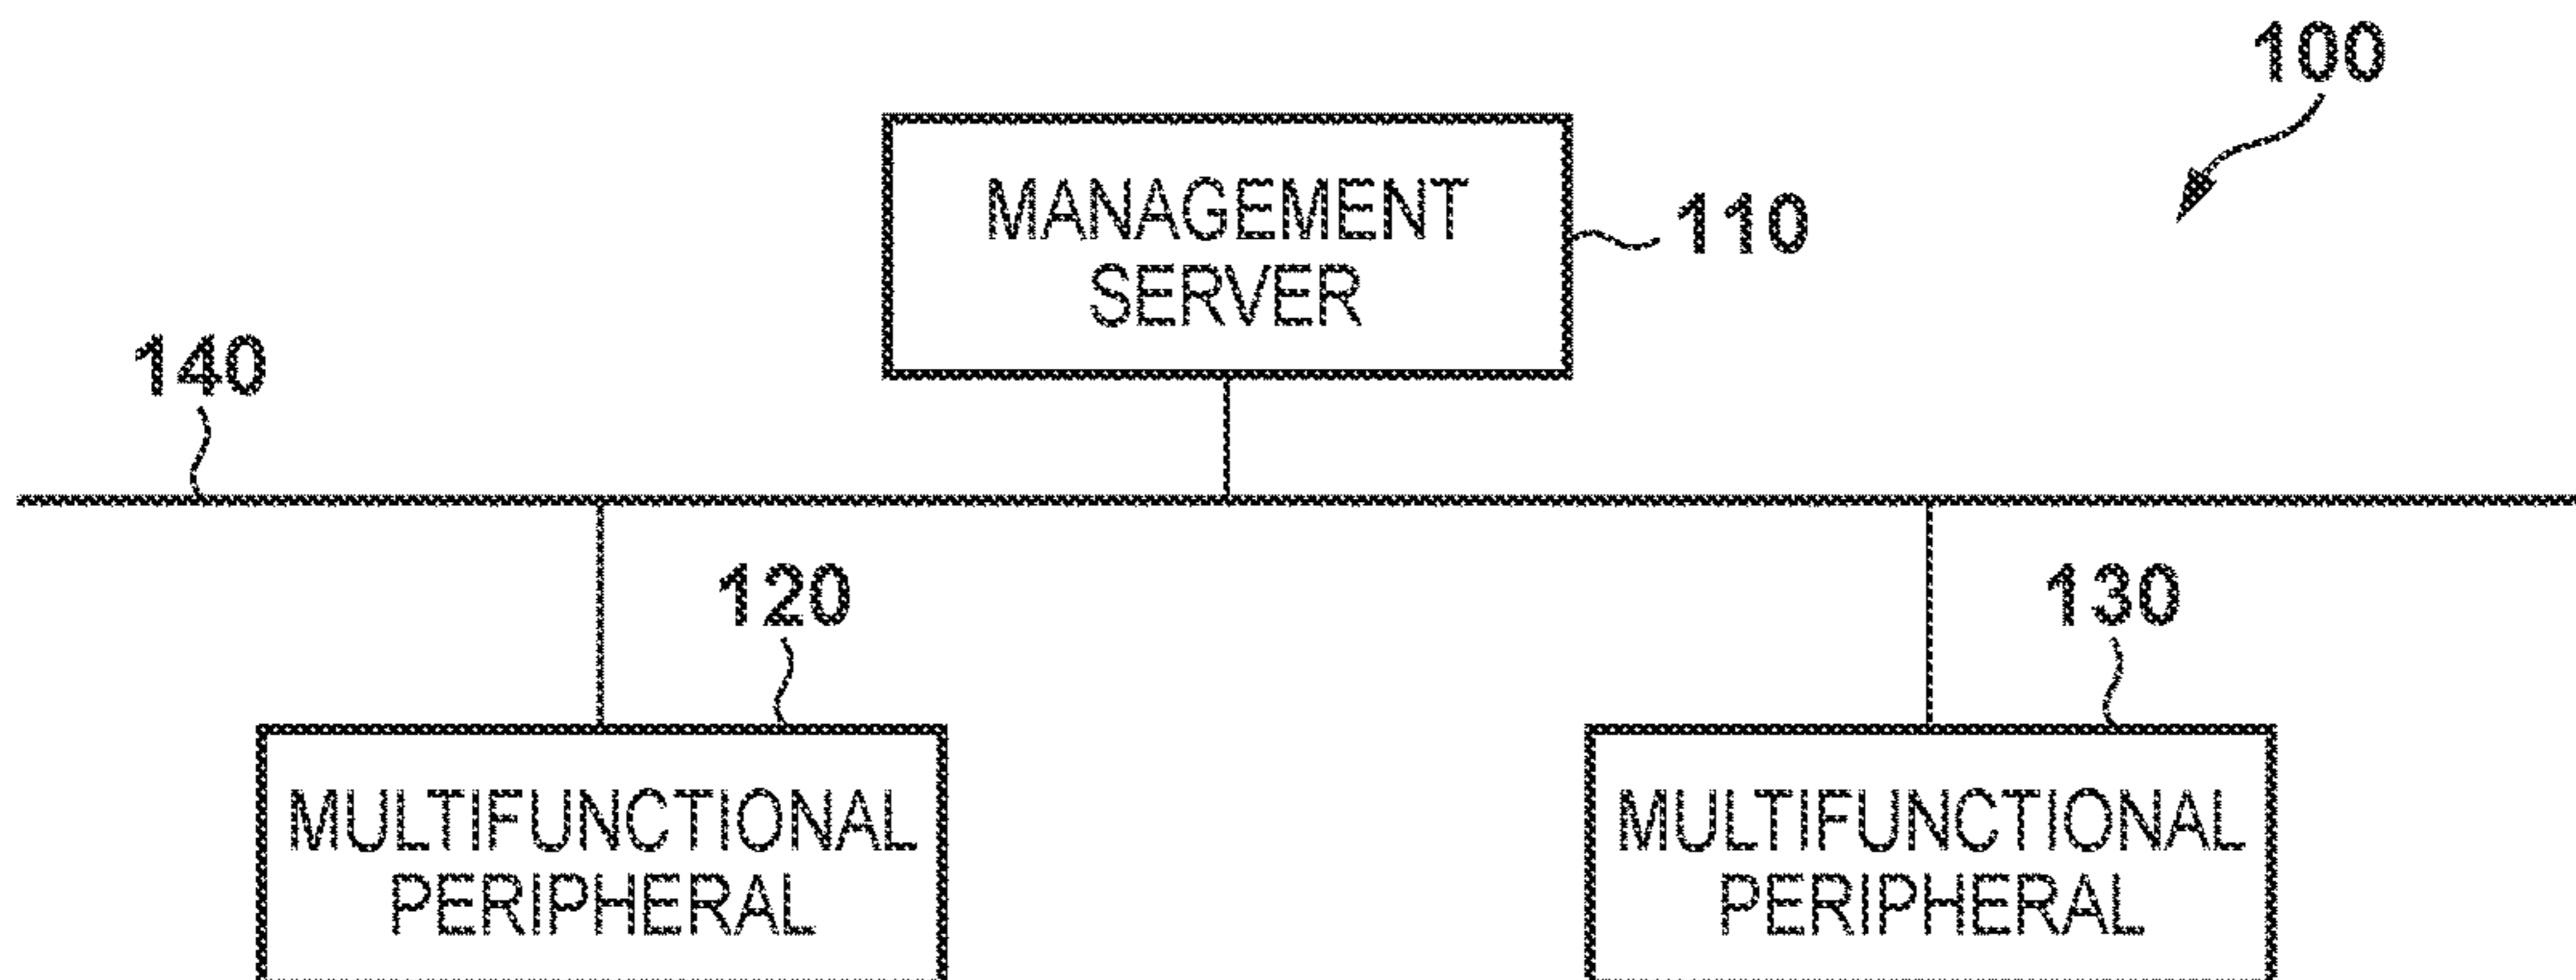 100
MANAGEMENT
SERVER
110
140
120
130
MULTIFUNCTIONAL
PERIPHERAL
MULTIFUNCTIONAL
PERIPHERAL